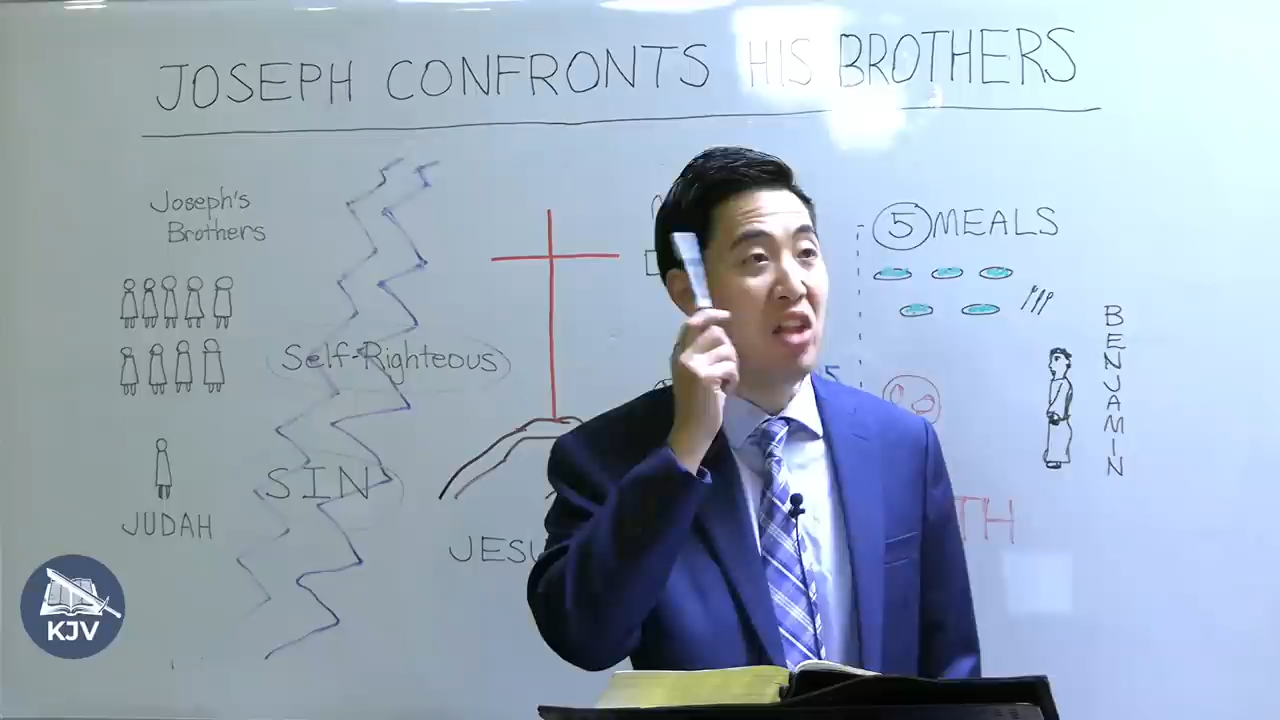 JOSEPH CONFRONTS HIS BROTHERS
Joseph's
Brothers
5 MEALS
Self-Righteous
BENJAMIN
SIN
JUDAH
KJV